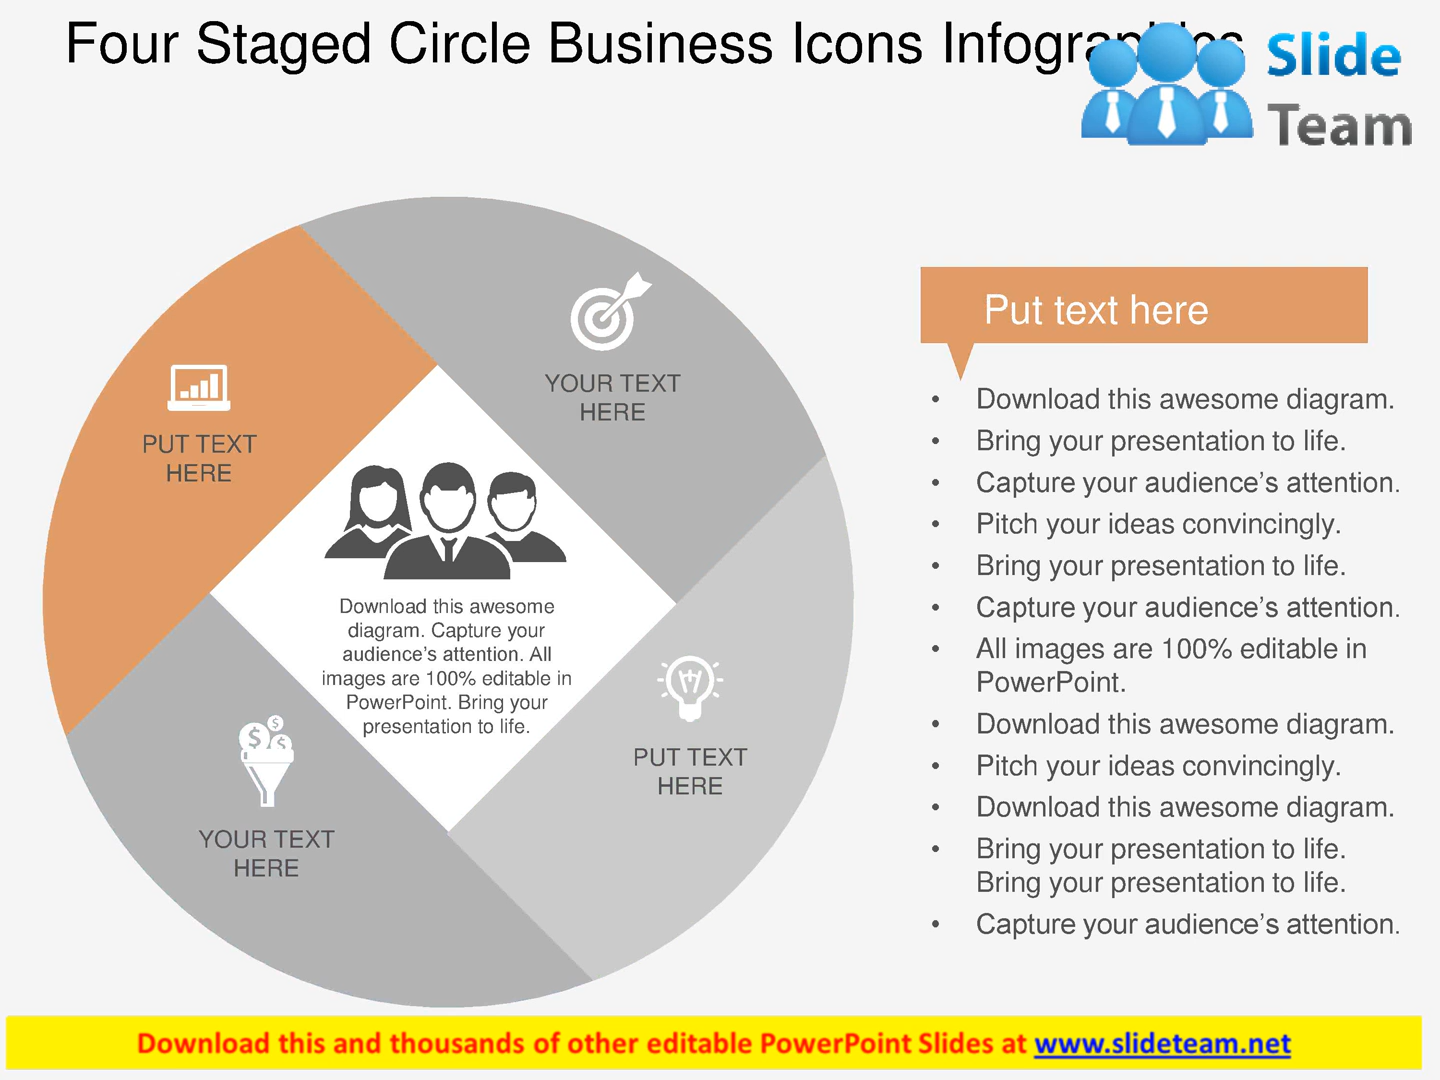 Four Staged Circle Business Icons Infographics
Slide
Team
PUT TEXT
HERE
YOUR TEXT
HERE
Download this awesome
diagram. Capture your
audience’s attention. All
images are 100% editable in
PowerPoint. Bring your
presentation to life.
PUT TEXT
HERE
$
$
$
YOUR TEXT
HERE
Put text here
• Download this awesome diagram.
• Bring your presentation to life.
• Capture your audience’s attention.
• Pitch your ideas convincingly.
• Bring your presentation to life.
• Capture your audience’s attention.
• All images are 100% editable in
PowerPoint.
• Download this awesome diagram.
• Pitch your ideas convincingly.
• Download this awesome diagram.
• Bring your presentation to life.
Bring your presentation to life.
• Capture your audience’s attention.
Download this and thousands of other editable PowerPoint Slides at www.slideteam.net